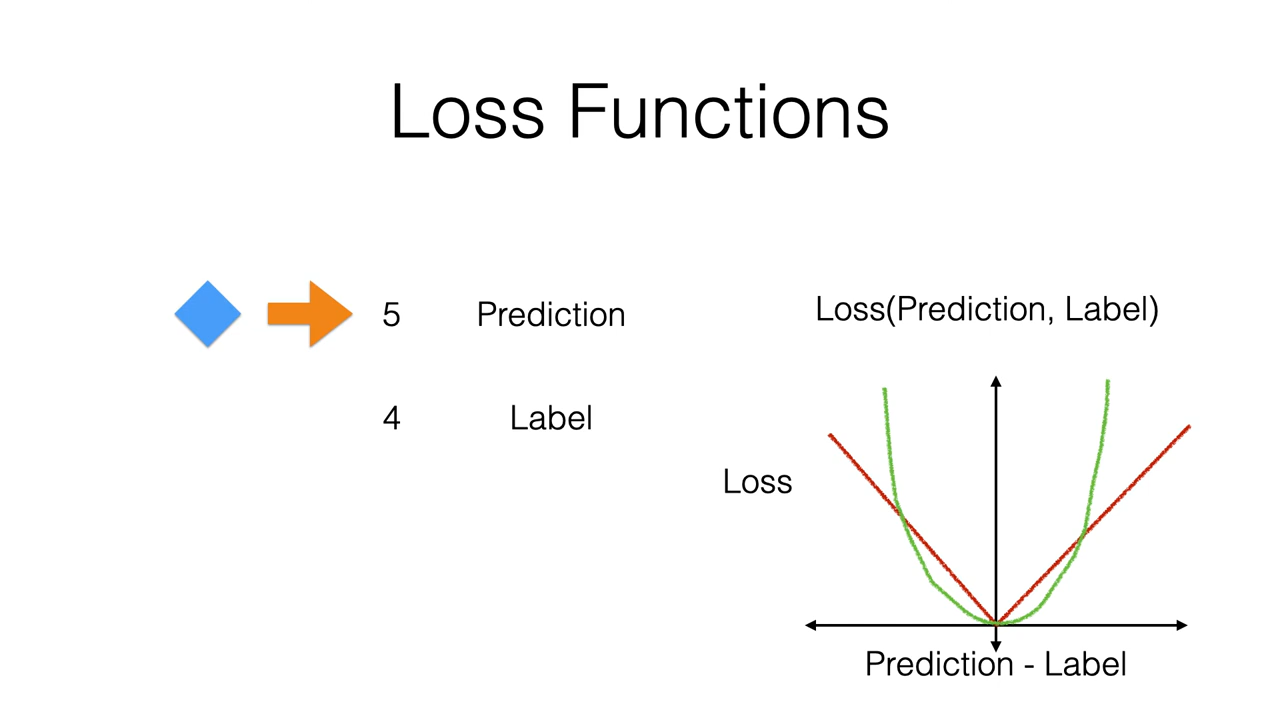 Loss Functions
5 Prediction
4 Label
Loss(Prediction, Label)
Loss
Prediction - Label